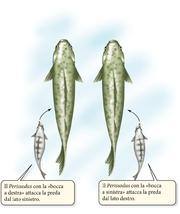 Il Perissodus con la «bocca
a destra» attacca la preda
dal lato sinistro.
Il Perissodus con la «bocca
a sinistra» attacca la preda
dal lato destro.